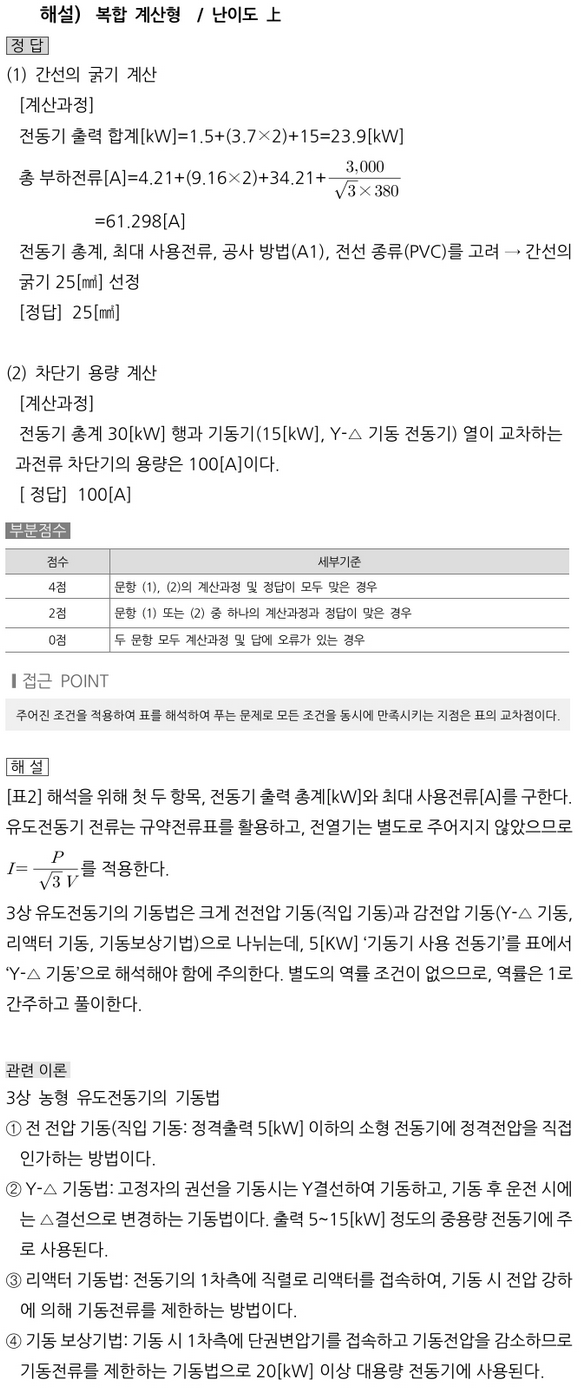 해설) 복합 계산형 / 난이도 上
정 답
(1) 간선의 굵기 계산
[계산과정]
전동기 출력 합계[kW]=1.5+(3.7×2)+15=23.9[kW]
총 부하전류[A]=4.21+(9.16×2)+34.21+ 3,000 / √3×380
=61.298[A]
전동기 총계, 최대 사용전류, 공사 방법(A1), 전선 종류(PVC)를 고려 → 간선의
굵기 25[㎟] 선정
[정답] 25[㎟]
(2) 차단기 용량 계산
[계산과정]
전동기 총계 30[kW] 행과 기동기(15[kW], Y-△ 기동 전동기) 열이 교차하는
과전류 차단기의 용량은 100[A]이다.
[ 정답] 100[A]
부분점수
점수 세부기준
4점 문항 (1), (2)의 계산과정 및 정답이 모두 맞은 경우
2점 문항 (1) 또는 (2) 중 하나의 계산과정과 정답이 맞은 경우
0점 두 문항 모두 계산과정 및 답에 오류가 있는 경우
접근 POINT
주어진 조건을 적용하여 표를 해석하여 푸는 문제로 모든 조건을 동시에 만족시키는 지점은 표의 교차점이다.
해 설
[표2] 해석을 위해 첫 두 항목, 전동기 출력 총계[kW]와 최대 사용전류[A]를 구한다.
유도전동기 전류는 규약전류표를 활용하고, 전열기는 별도로 주어지지 않았으므로
I= P / √3 V 를 적용한다.
3상 유도전동기의 기동법은 크게 전전압 기동(직입 기동)과 감전압 기동(Y-△ 기동,
리액터 기동, 기동보상기법)으로 나뉘는데, 5[KW] ‘기동기 사용 전동기’를 표에서
‘Y-△ 기동’으로 해석해야 함에 주의한다. 별도의 역률 조건이 없으므로, 역률은 1로
간주하고 풀이한다.
관련 이론
3상 농형 유도전동기의 기동법
① 전 전압 기동(직입 기동: 정격출력 5[kW] 이하의 소형 전동기에 정격전압을 직접
인가하는 방법이다.
② Y-△ 기동법: 고정자의 권선을 기동시는 Y결선하여 기동하고, 기동 후 운전 시에
는 △결선으로 변경하는 기동법이다. 출력 5~15[kW] 정도의 중용량 전동기에 주
로 사용된다.
③ 리액터 기동법: 전동기의 1차측에 직렬로 리액터를 접속하여, 기동 시 전압 강하
에 의해 기동전류를 제한하는 방법이다.
④ 기동 보상기법: 기동 시 1차측에 단권변압기를 접속하고 기동전압을 감소하므로
기동전류를 제한하는 기동법으로 20[kW] 이상 대용량 전동기에 사용된다.